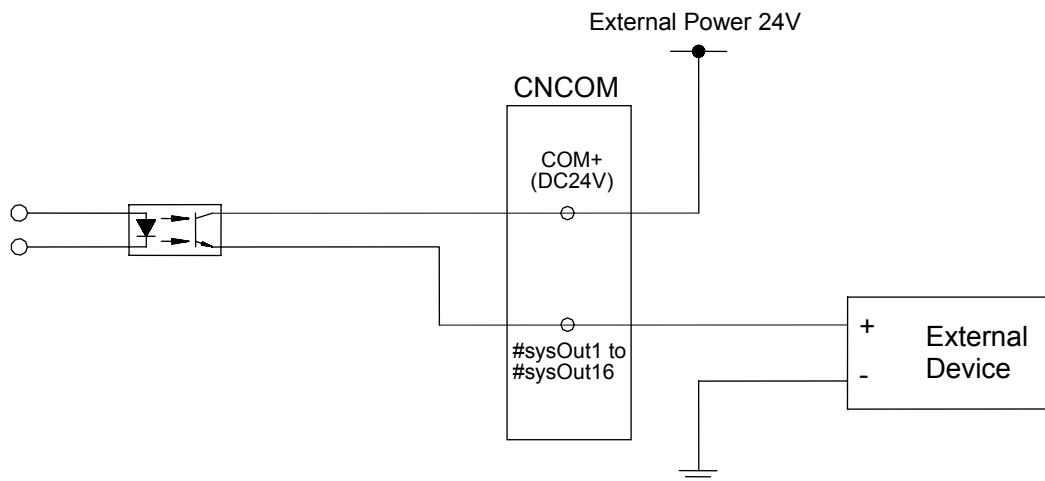 External Power 24V
CNCOM
COM+
(DC24V)
#sysOut1 to
#sysOut16
+
-
External
Device